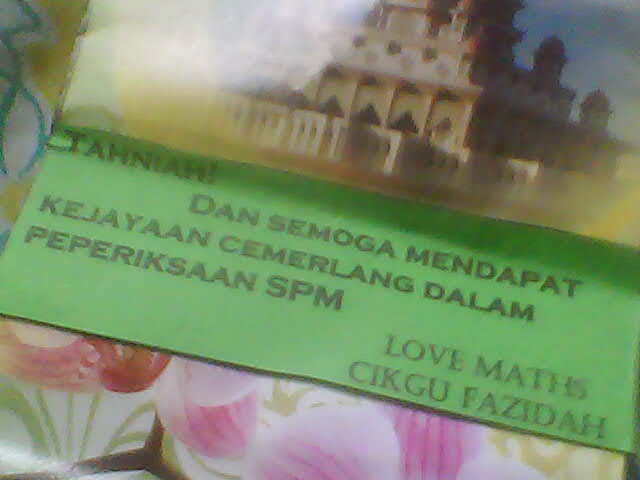 TAHNIAH!
DAN SEMOGA MENDAPAT
KEJAYAAN CEMERLANG DALAM
PEPERIKSAAN SPM
LOVE MATHS
CIKGU FAZIDAH